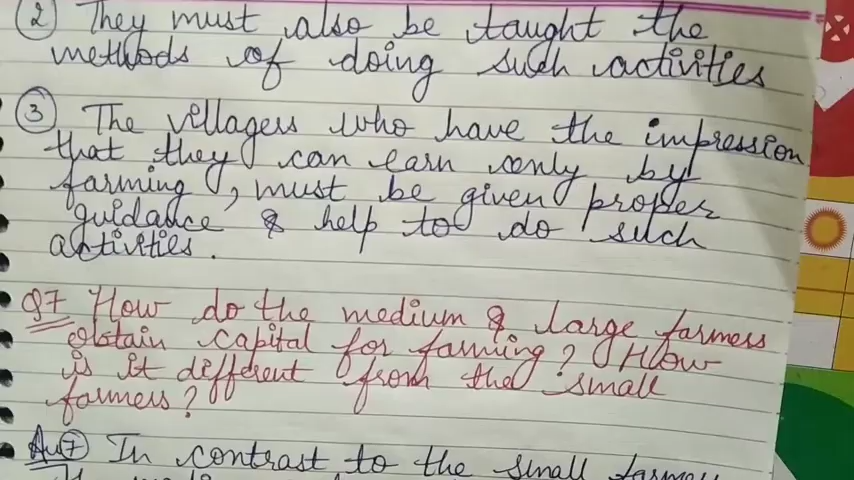 ② They must also be taught the
methods of doing such activities
③ The villagers who have the impression
that they can earn only by
farming, must be given proper
guidance & help to do such
activities.
Q7 How do the medium & large farmers
obtain capital for farming? How
is it different from the small
farmers?
Ans⑦ In contrast to the small farmer